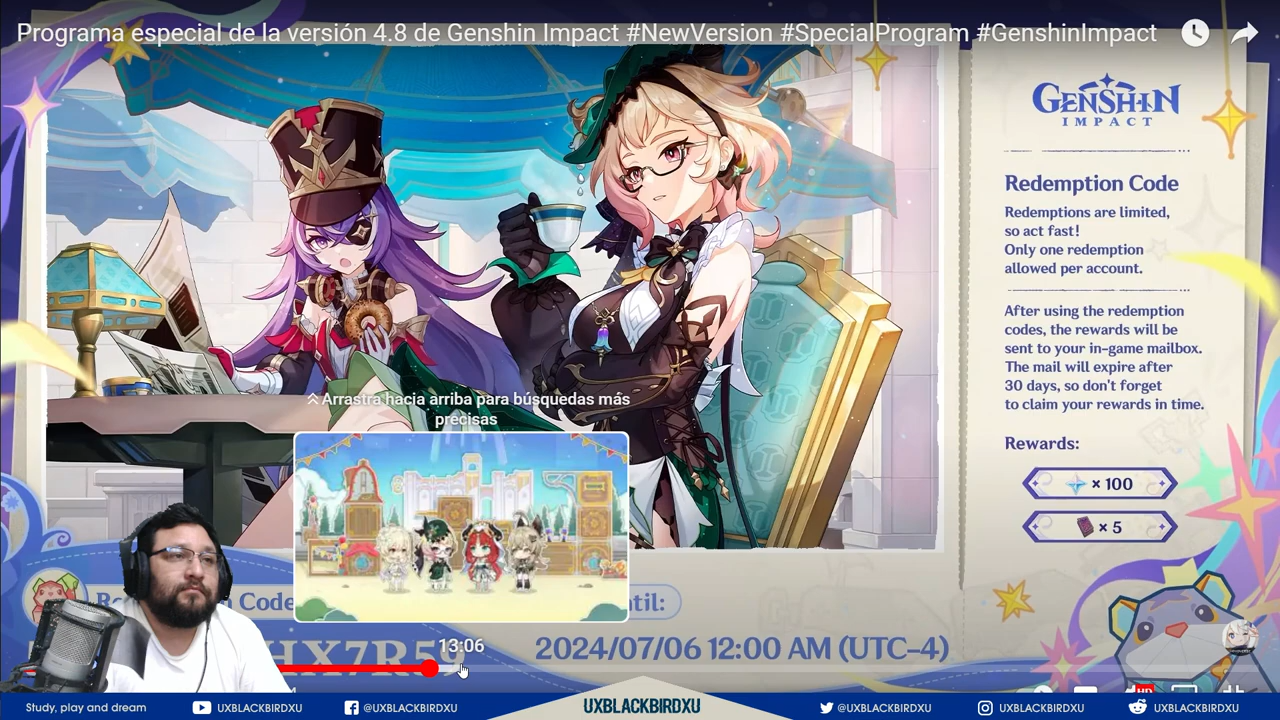 Programa especial de la versión 4.8 de Genshin Impact #NewVersion #SpecialProgram #GenshinImpact
GENSHIN
IMPACT
Redemption Code
Redemptions are limited,
so act fast!
Only one redemption
allowed per account.
After using the redemption
codes, the rewards will be
sent to your in-game mailbox.
The mail will expire after
30 days, so don't forget
to claim your rewards in time.
Rewards:
× 100
× 5
Arrastra hacia arriba para búsquedas más
precisas
Code
13:06
2024/07/06 12:00 AM (UTC-4)
HD
Study, play and dream
UXBLACKBIRDXU
@UXBLACKBIRDXU
UXBLACKBIRDXU
@UXBLACKBIRDXU
UXBLACKBIRDXU
UXBLACKBIRDXU